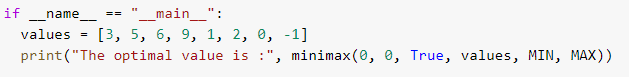 if __name__ == "__main__":
  values = [3, 5, 6, 9, 1, 2, 0, -1]
  print("The optimal value is :", minimax(0, 0, True, values, MIN, MAX))